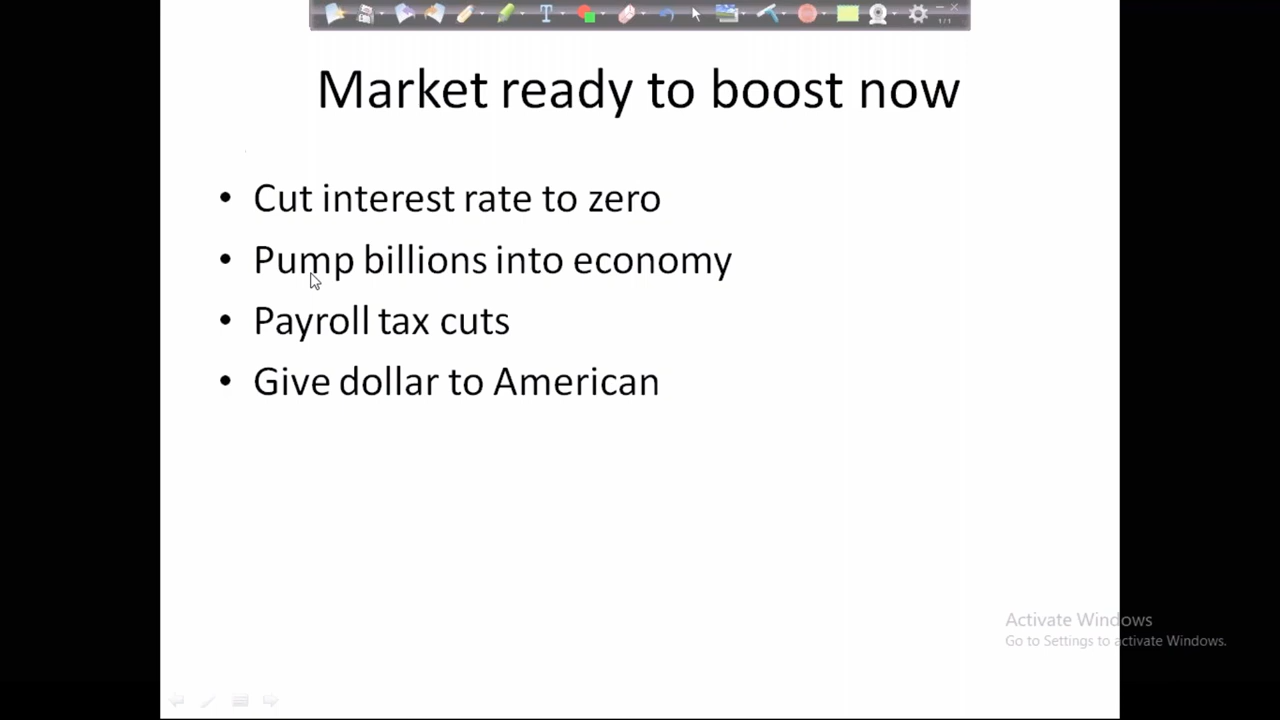 Market ready to boost now
• Cut interest rate to zero
• Pump billions into economy
• Payroll tax cuts
• Give dollar to American
Activate Windows
Go to Settings to activate Windows.